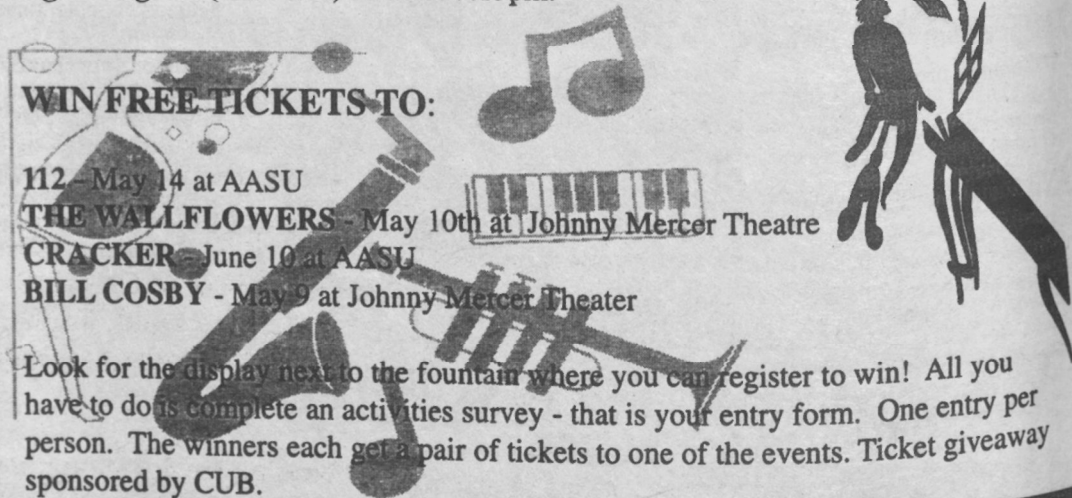 WIN FREE TICKETS TO:
112 - May 14 at AASU
THE WALLFLOWERS - May 10th at Johnny Mercer Theatre
CRACKER - June 10 at AASU
BILL COSBY - May 9 at Johnny Mercer Theater
Look for the display next to the fountain where you can register to win! All you
have to do is complete an activities survey - that is your entry form. One entry per
person. The winners each get a pair of tickets to one of the events. Ticket giveaway
sponsored by CUB.